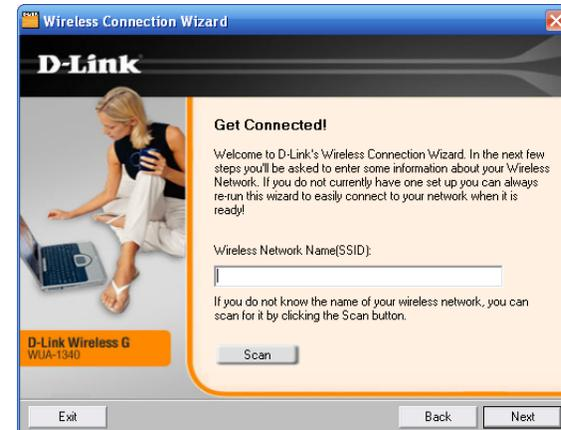 Wireless Connection Wizard
D-Link
Get Connected!
Welcome to D-Link's Wireless Connection Wizard. In the next few
steps you'll be asked to enter some information about your Wireless
Network. If you do not currently have one set up you can always
re-run this wizard to easily connect to your network when it is
ready!
Wireless Network Name(SSID):
If you do not know the name of your wireless network, you can
scan for it by clicking the Scan button.
D-Link Wireless G
WUA-1340
Scan
Exit
Back
Next